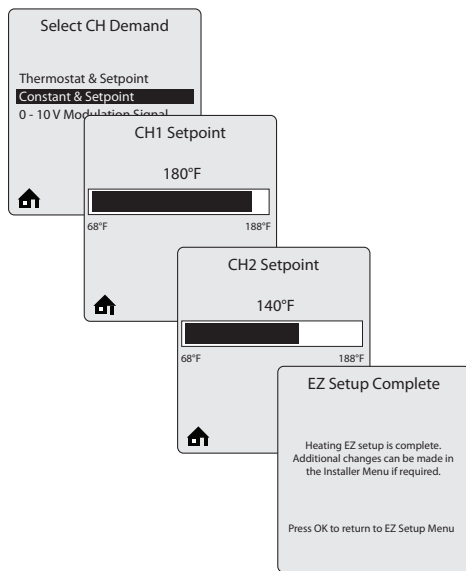 Select CH Demand
Thermostat & Setpoint
Constant & Setpoint
0 - 10 V Modulation Signal
CH1 Setpoint
180°F
68°F 188°F
CH2 Setpoint
140°F
68°F 188°F
EZ Setup Complete
Heating EZ setup is complete.
Additional changes can be made in
the Installer Menu if required.
Press OK to return to EZ Setup Menu